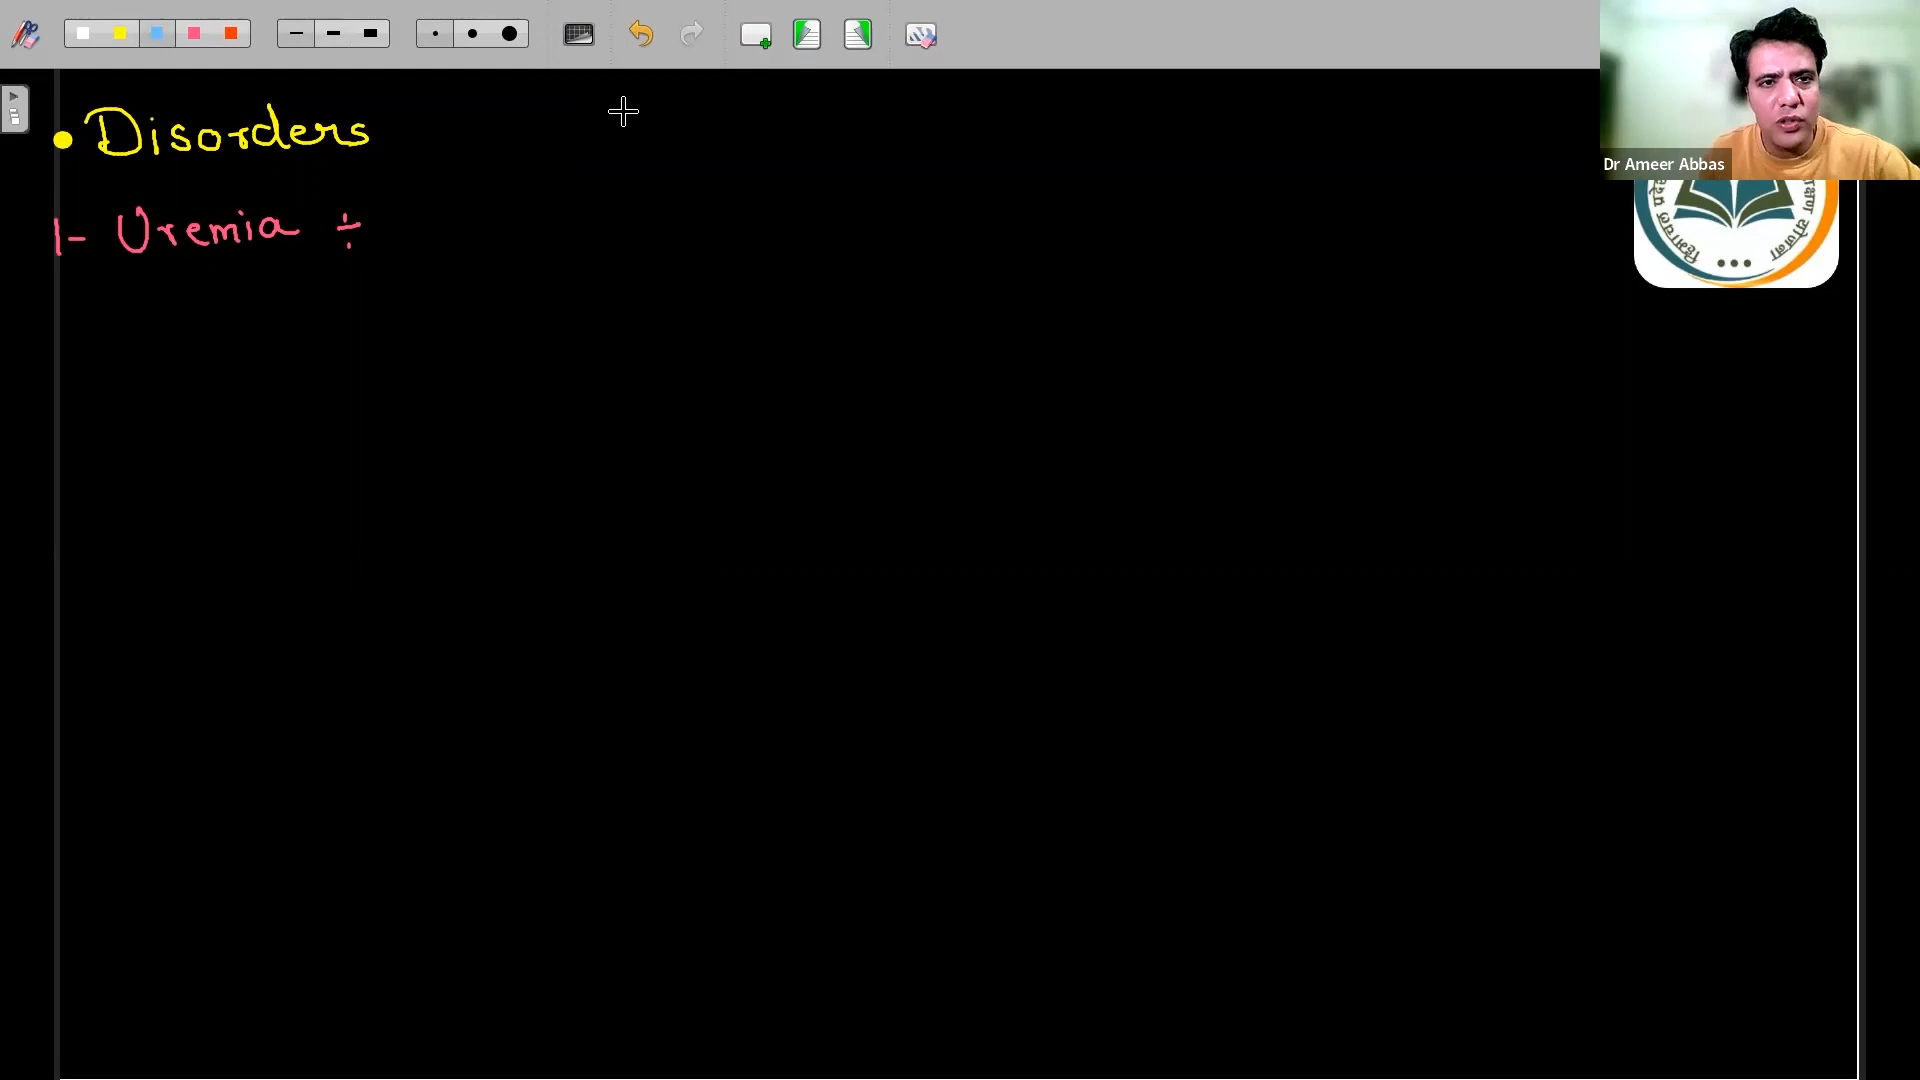 Dr Ameer Abbas
• Disorders
1- Uremia ÷
•••